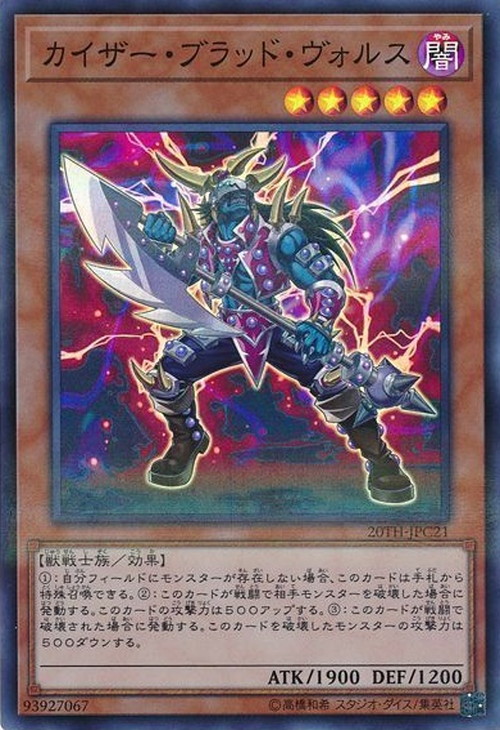 カイザー・ブラッド・ヴォルス
やみ
闇
20TH-JPC21
【獣戦士族／効果】
①：自分フィールドにモンスターが存在しない場合、このカードは手札から
特殊召喚できる。②：このカードが戦闘で相手モンスターを破壊した場合に
発動する。このカードの攻撃力は５００アップする。③：このカードが戦闘で
破壊された場合に発動する。このカードを破壊したモンスターの攻撃力は
５００ダウンする。
ATK/1900 DEF/1200
93927067
©高橋和希 スタジオ・ダイス/集英社